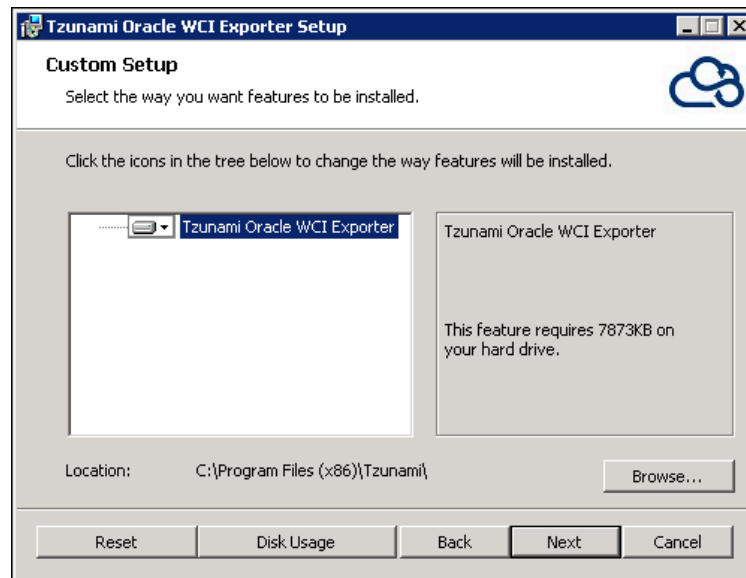 Tzunami Oracle WCI Exporter Setup
Custom Setup
Select the way you want features to be installed.
Click the icons in the tree below to change the way features will be installed.
Tzunami Oracle WCI Exporter
Tzunami Oracle WCI Exporter
This feature requires 7873KB on
your hard drive.
Location: C:\Program Files (x86)\Tzunami\
Browse...
Reset Disk Usage Back Next Cancel